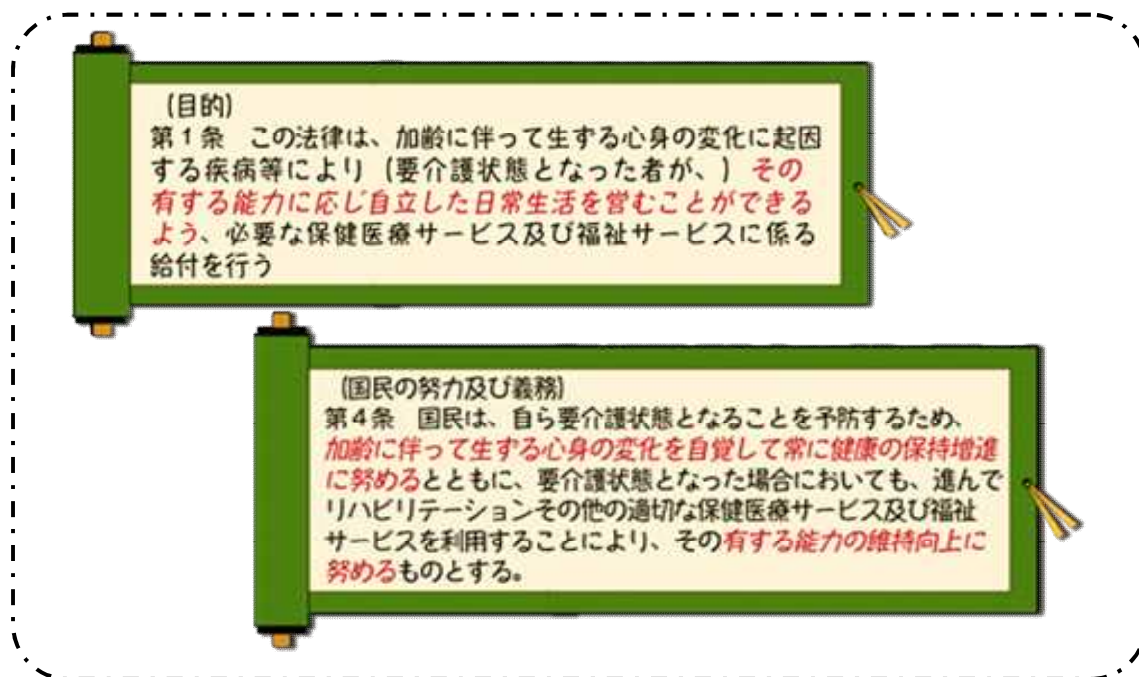 (目的)
第1条 この法律は、加齢に伴って生ずる心身の変化に起因
する疾病等により(要介護状態となった者が、)その
有する能力に応じ自立した日常生活を営むことができる
よう、必要な保健医療サービス及び福祉サービスに係る
給付を行う
(国民の努力及び義務)
第4条 国民は、自ら要介護状態となることを予防するため、
加齢に伴って生ずる心身の変化を自覚して常に健康の保持増進
に努めるとともに、要介護状態となった場合においても、進んで
リハビリテーションその他の適切な保健医療サービス及び福祉
サービスを利用することにより、その有する能力の維持向上に
努めるものとする。